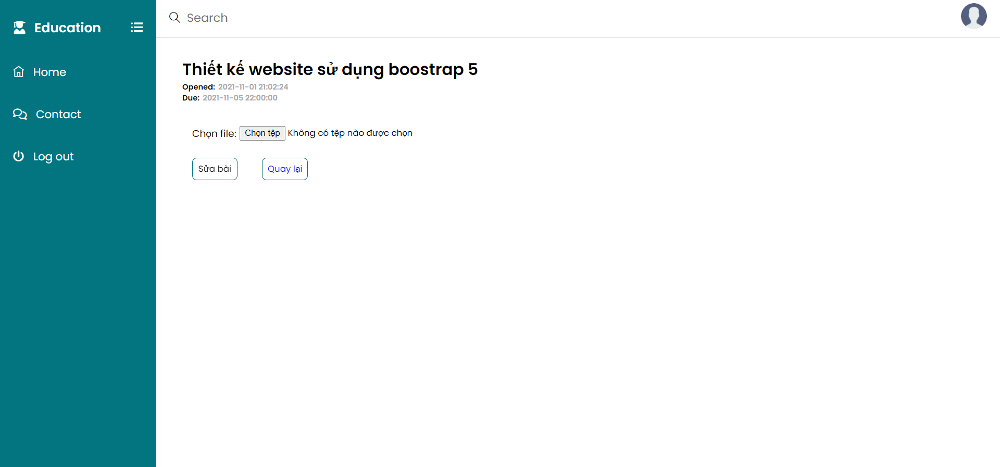 Education
Home
Contact
Log out
Search
Thiết kế website sử dụng boostrap 5
Opened: 2021-11-01 21:02:24
Due: 2021-11-05 22:00:00
Chọn file: Chọn tệp Không có tệp nào được chọn
Sửa bài Quay lại